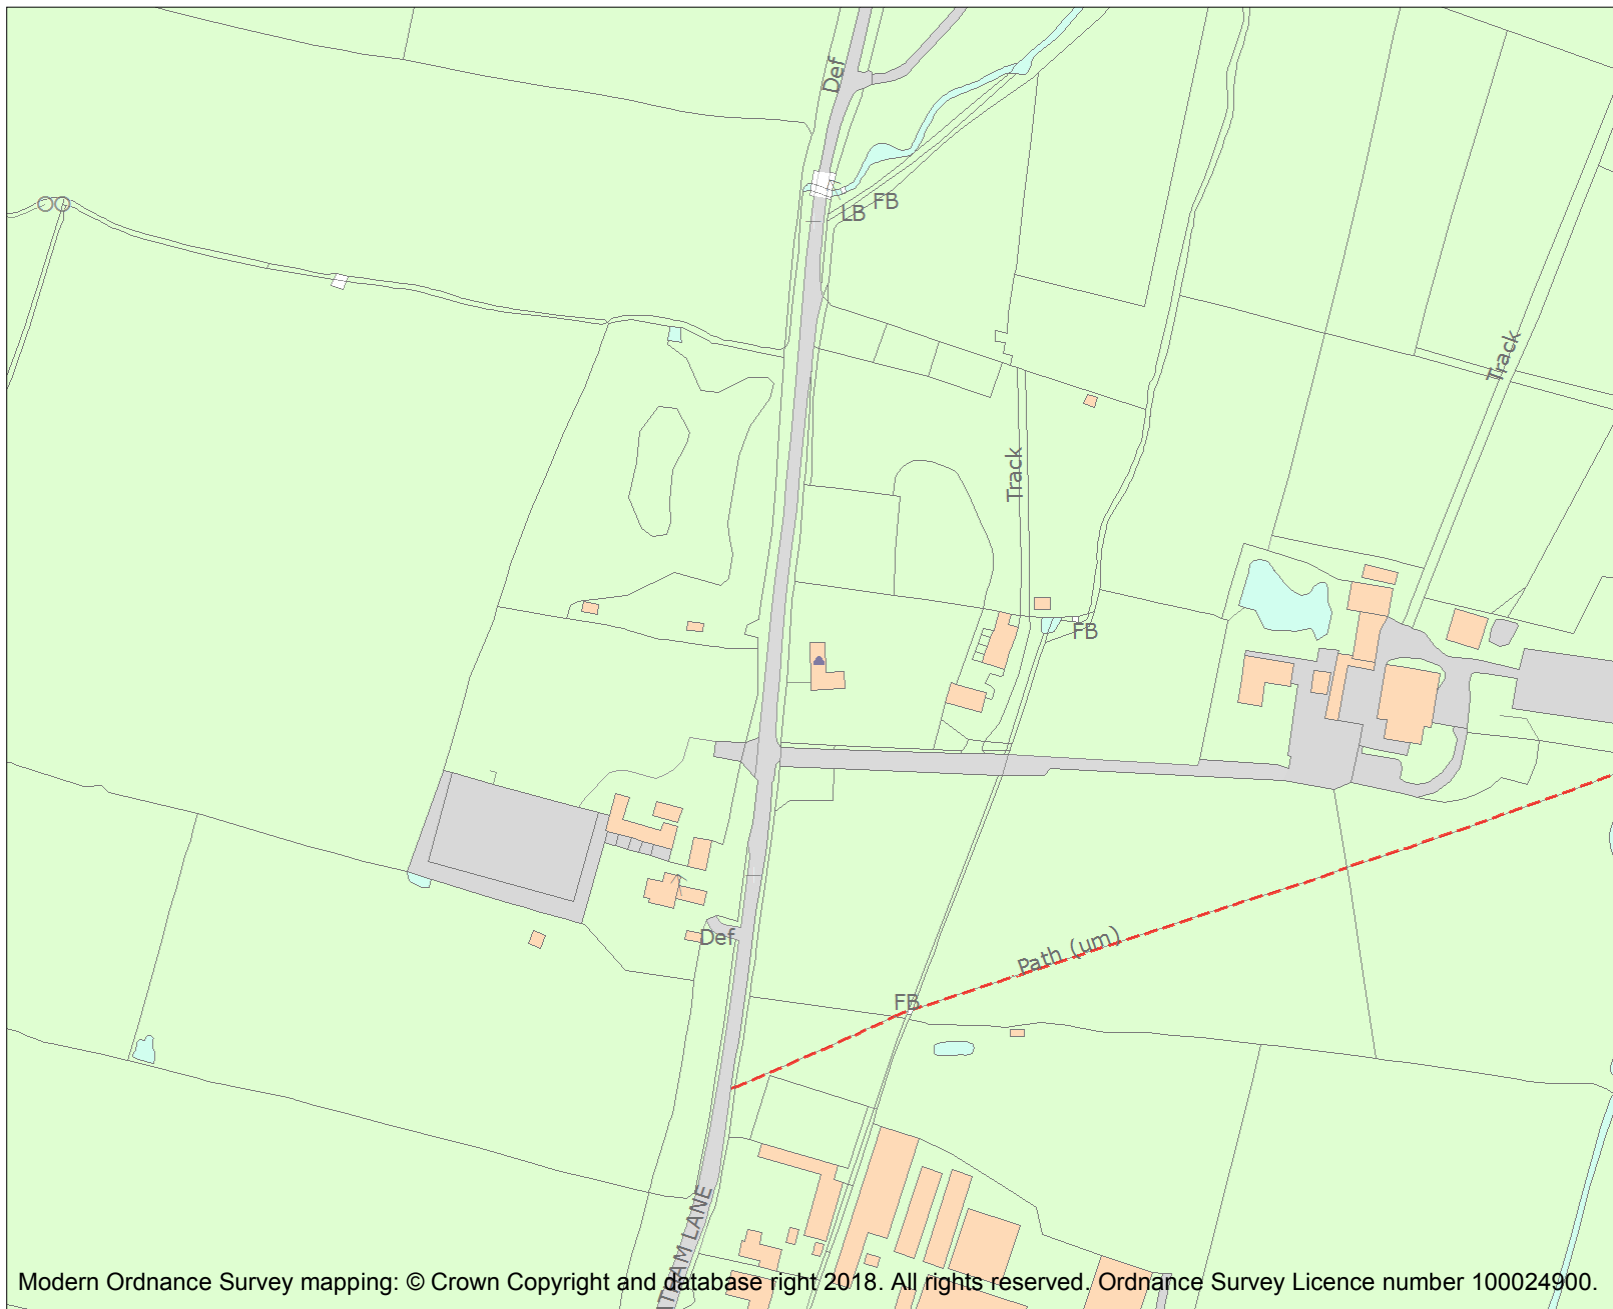 Def
FB
LB
Track
Track
FB
Def
Path (um)
FB
LANE
Modern Ordnance Survey mapping: © Crown Copyright and database right 2018. All rights reserved. Ordnance Survey Licence number 100024900.